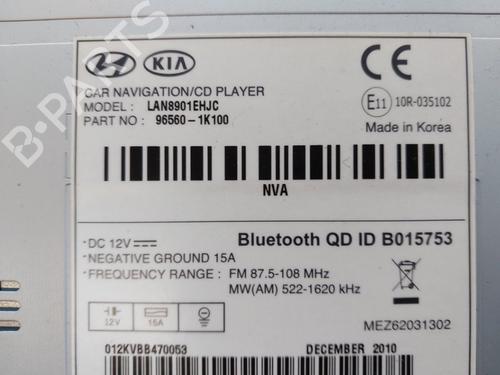 HYUNDAI KIA
CAR NAVIGATION/CD PLAYER
MODEL : LAN8901EHJC
PART NO : 96560-1K100
CE
E11 10R-035102
Made in Korea
NVA
DC 12V
NEGATIVE GROUND 15A
FREQUENCY RANGE : FM 87.5-108 MHz
MW(AM) 522-1620 kHz
Bluetooth QD ID B015753
12V 15A
MEZ62031302
012KVBB470053 DECEMBER 2010
B-PARTS